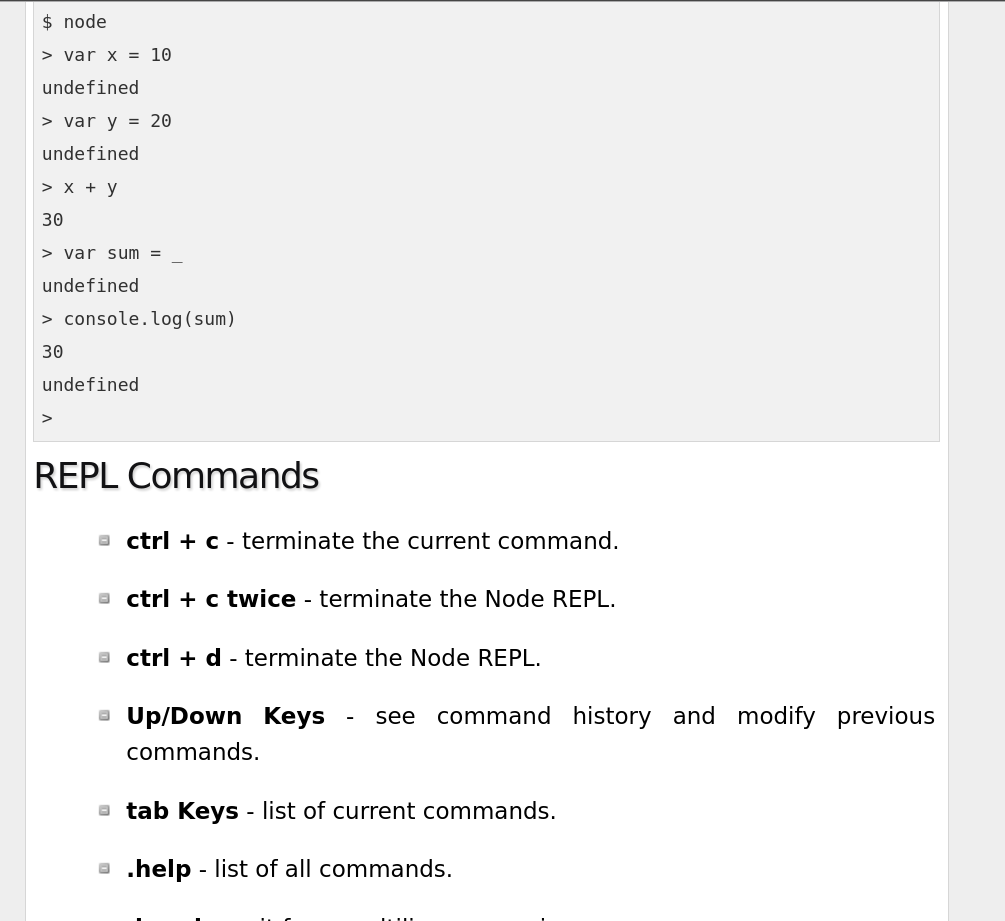 $ node
> var x = 10
undefined
> var y = 20
undefined
> x + y
30
> var sum = _
undefined
> console.log(sum)
30
undefined
>
REPL Commands
ctrl + c - terminate the current command.
ctrl + c twice - terminate the Node REPL.
ctrl + d - terminate the Node REPL.
Up/Down Keys - see command history and modify previous
commands.
tab Keys - list of current commands.
.help - list of all commands.